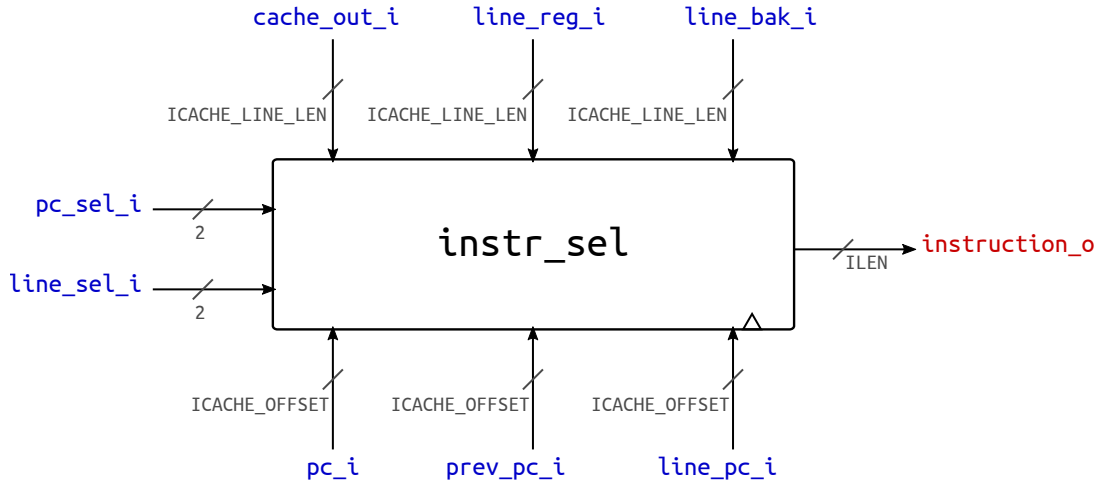 cache_out_i line_reg_i line_bak_i
ICACHE_LINE_LEN ICACHE_LINE_LEN ICACHE_LINE_LEN
pc_sel_i
2
instr_sel
instruction_o
ILEN
line_sel_i
2
ICACHE_OFFSET ICACHE_OFFSET ICACHE_OFFSET
pc_i prev_pc_i line_pc_i